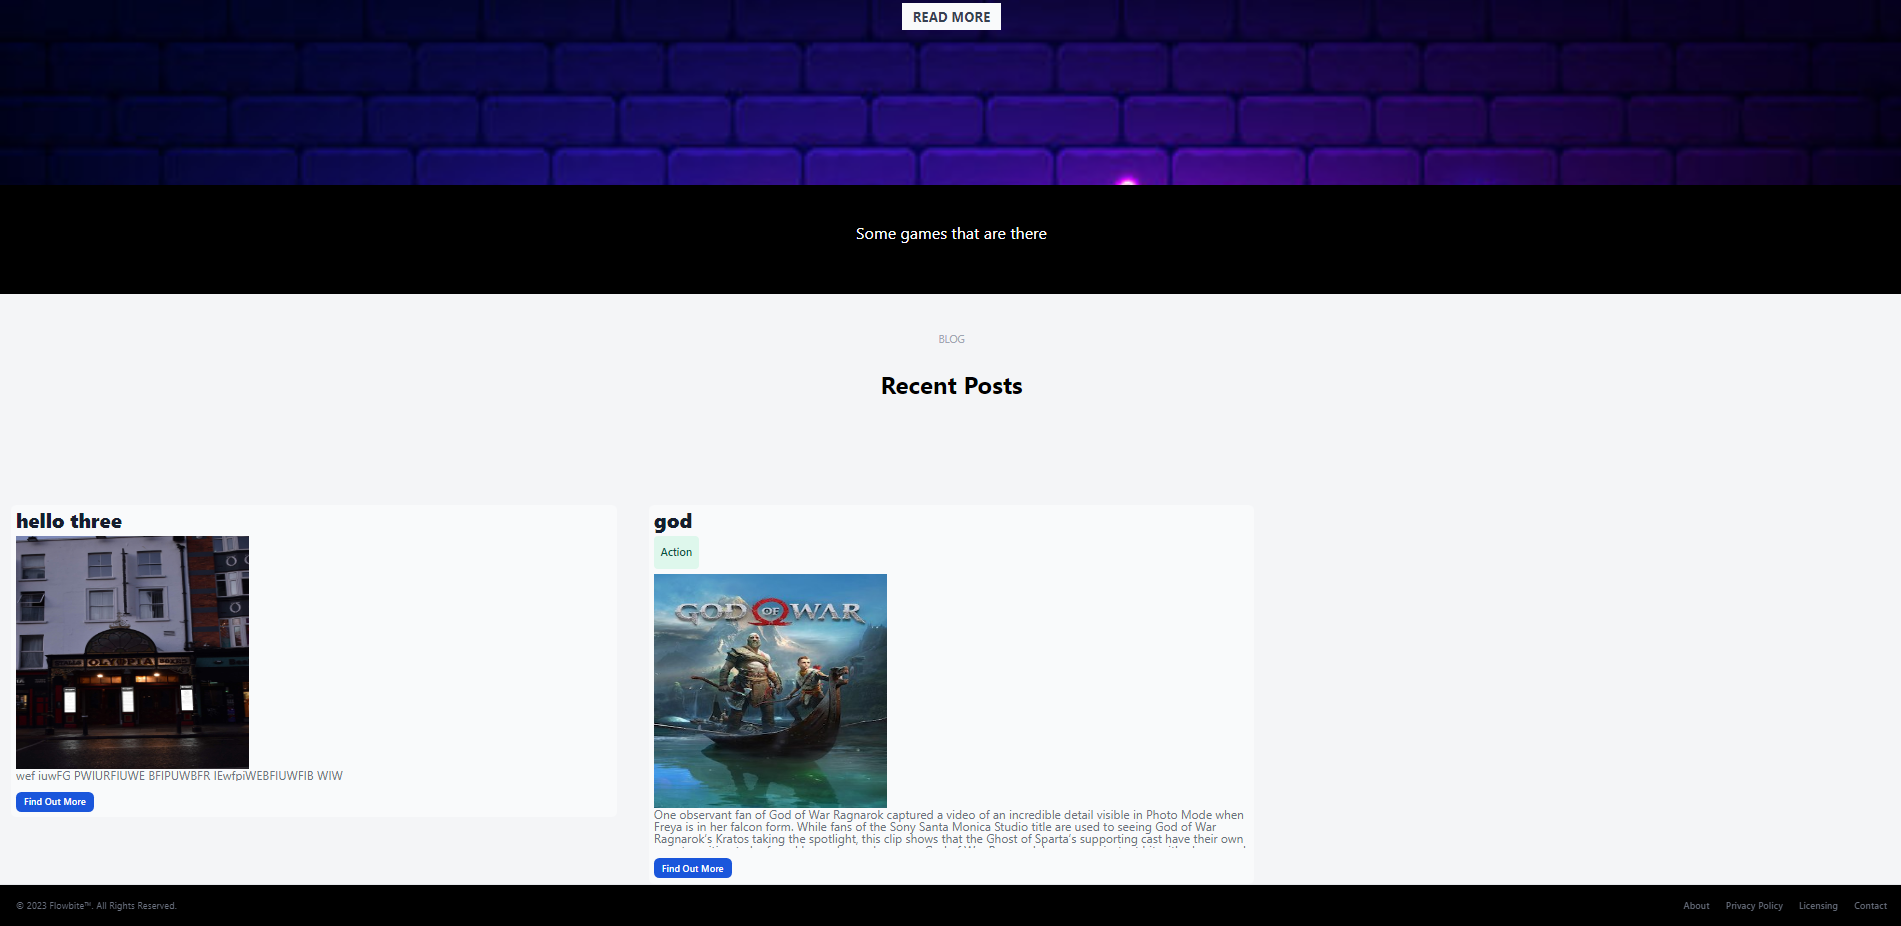 READ MORE
Some games that are there
BLOG
Recent Posts
hello three
OLYMPIA
wef iuwFG PWIURFIUWE BFIPUWBFR IEwfpiWEBFIUWFIB WIW
Find Out More
god
Action
GOD OF WAR
One observant fan of God of War Ragnarok captured a video of an incredible detail visible in Photo Mode when
Freya is in her falcon form. While fans of the Sony Santa Monica Studio title are used to seeing God of War
Ragnarok's Kratos taking the spotlight, this clip shows that the Ghost of Sparta's supporting cast have their own
Find Out More
© 2023 Flowbite™. All Rights Reserved.
About Privacy Policy Licensing Contact